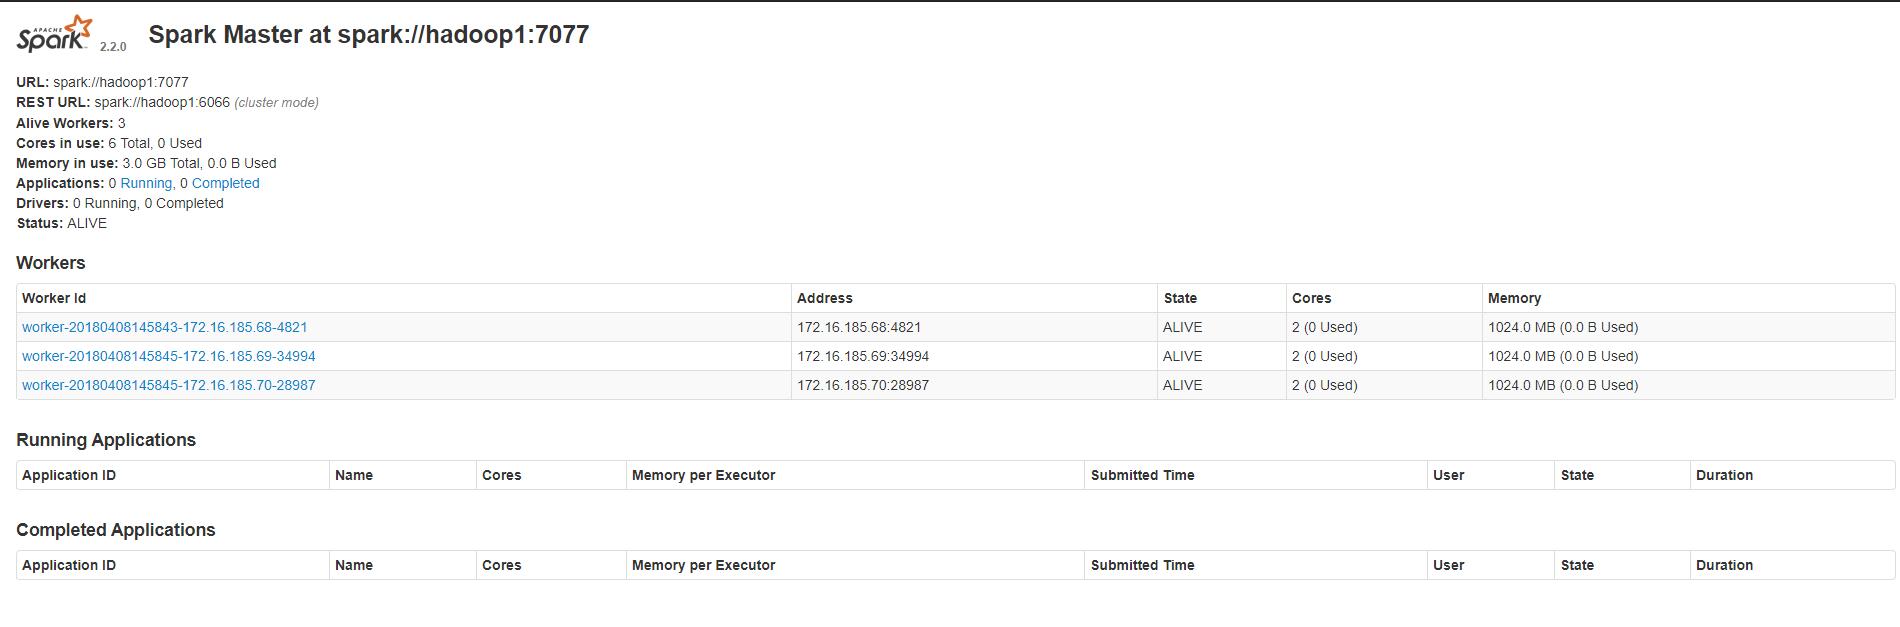 APACHE
Spark 2.2.0 Spark Master at spark://hadoop1:7077
URL: spark://hadoop1:7077
REST URL: spark://hadoop1:6066 (cluster mode)
Alive Workers: 3
Cores in use: 6 Total, 0 Used
Memory in use: 3.0 GB Total, 0.0 B Used
Applications: 0 Running, 0 Completed
Drivers: 0 Running, 0 Completed
Status: ALIVE
Workers
Worker Id Address State Cores Memory
worker-20180408145843-172.16.185.68-4821 172.16.185.68:4821 ALIVE 2 (0 Used) 1024.0 MB (0.0 B Used)
worker-20180408145845-172.16.185.69-34994 172.16.185.69:34994 ALIVE 2 (0 Used) 1024.0 MB (0.0 B Used)
worker-20180408145845-172.16.185.70-28987 172.16.185.70:28987 ALIVE 2 (0 Used) 1024.0 MB (0.0 B Used)
Running Applications
Application ID Name Cores Memory per Executor Submitted Time User State Duration
Completed Applications
Application ID Name Cores Memory per Executor Submitted Time User State Duration